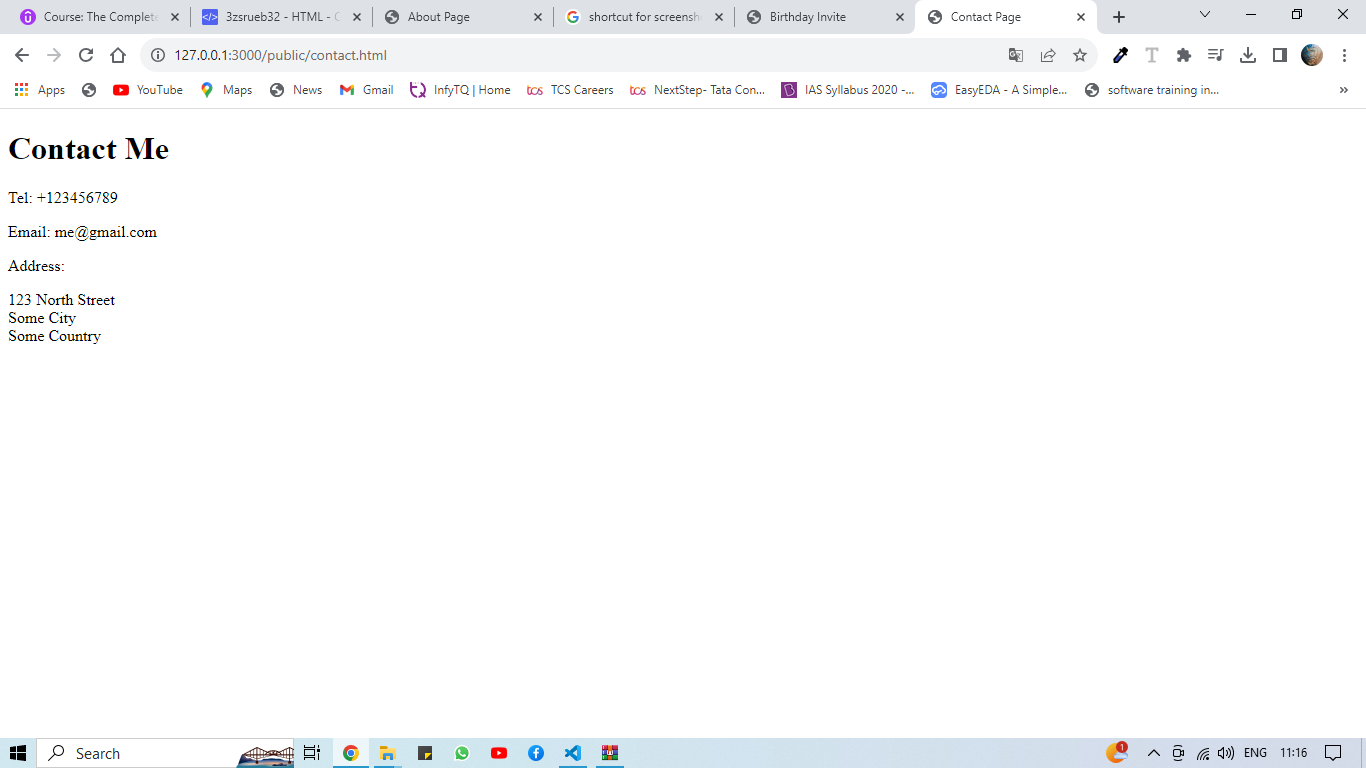 Course: The Complete
3zsrueb32 - HTML - C
About Page
shortcut for screensh
Birthday Invite
Contact Page
127.0.0.1:3000/public/contact.html
Apps
YouTube
Maps
News
Gmail
InfyTQ | Home
TCS Careers
NextStep- Tata Con...
IAS Syllabus 2020 -...
EasyEDA - A Simple...
software training in...
»
Contact Me
Tel: +123456789
Email: me@gmail.com
Address:
123 North Street
Some City
Some Country
Search
1
ENG
11:16